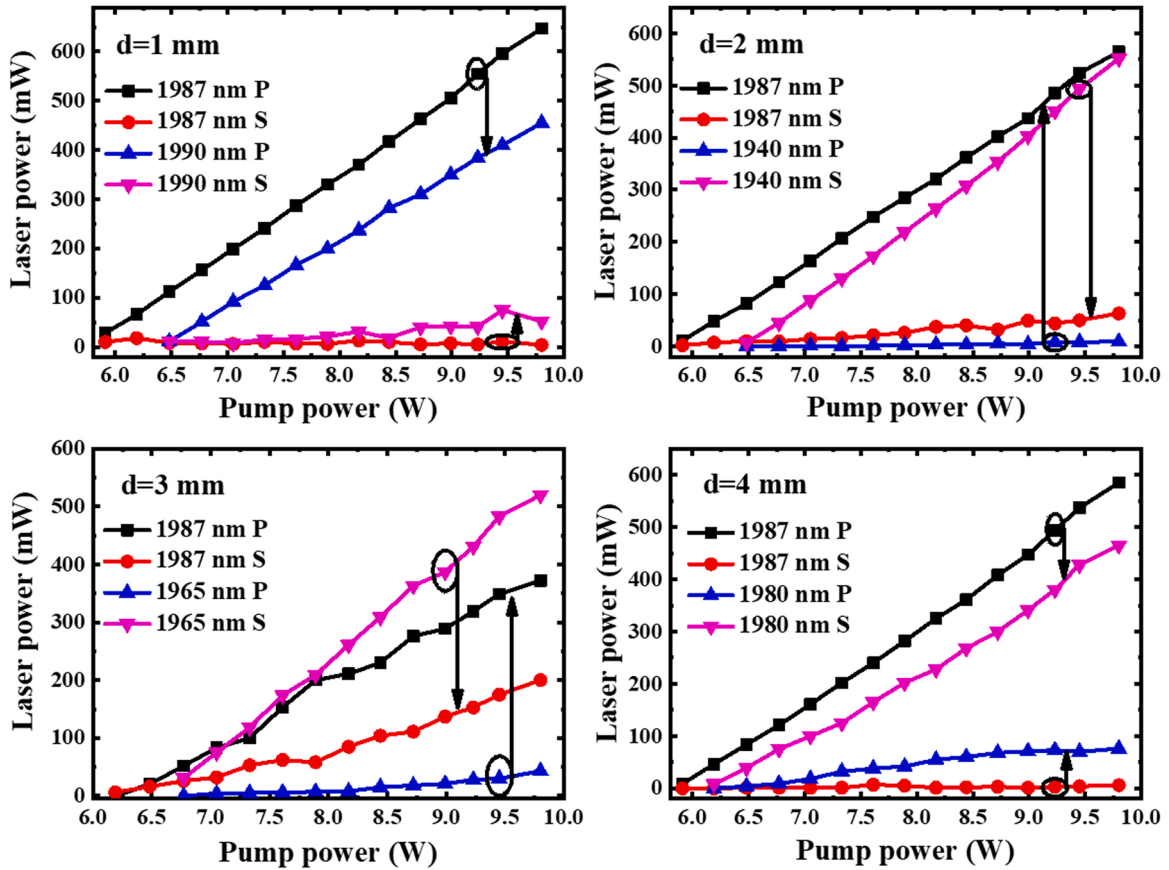 d=1 mm
1987 nm P
1987 nm S
1990 nm P
1990 nm S
Laser power (mW)
600
500
400
300
200
100
0
6.0 6.5 7.0 7.5 8.0 8.5 9.0 9.5 10.0
Pump power (W)
d=2 mm
1987 nm P
1987 nm S
1940 nm P
1940 nm S
Laser power (mW)
600
500
400
300
200
100
0
6.0 6.5 7.0 7.5 8.0 8.5 9.0 9.5 10.0
Pump power (W)
d=3 mm
1987 nm P
1987 nm S
1965 nm P
1965 nm S
Laser power (mW)
600
500
400
300
200
100
0
6.0 6.5 7.0 7.5 8.0 8.5 9.0 9.5 10.0
Pump power (W)
d=4 mm
1987 nm P
1987 nm S
1980 nm P
1980 nm S
Laser power (mW)
600
500
400
300
200
100
0
6.0 6.5 7.0 7.5 8.0 8.5 9.0 9.5 10.0
Pump power (W)